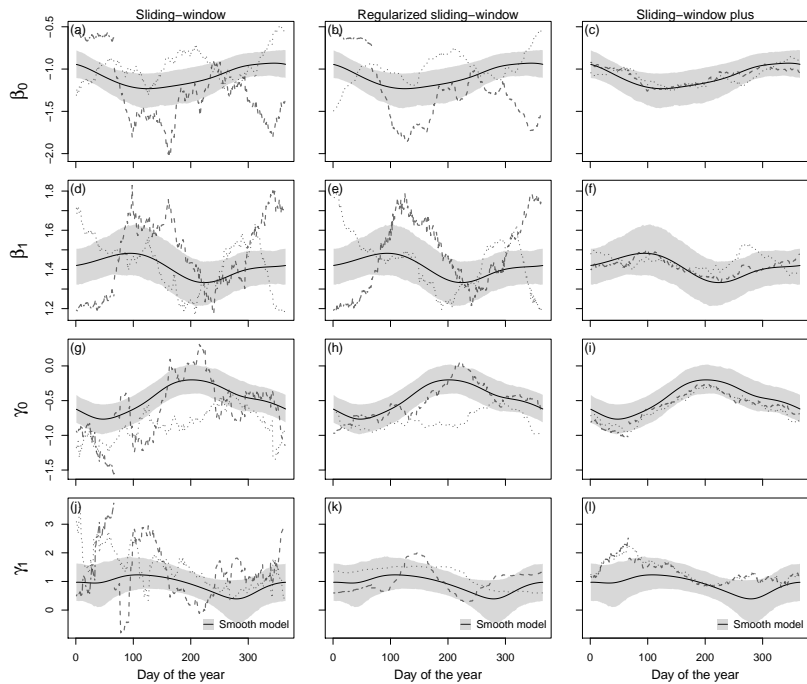 Sliding−window Regularized sliding−window Sliding−window plus
(a) (b) (c)
β0
−0.5
−1.0
−1.5
−2.0
(d) (e) (f)
β1
1.8
1.6
1.4
1.2
(g) (h) (i)
γ0
0.0
−0.5
−1.0
−1.5
(j) (k) (l)
γ1
3
2
1
0
Smooth model Smooth model
0 100 200 300 0 100 200 300 0 100 200 300
Day of the year Day of the year Day of the year